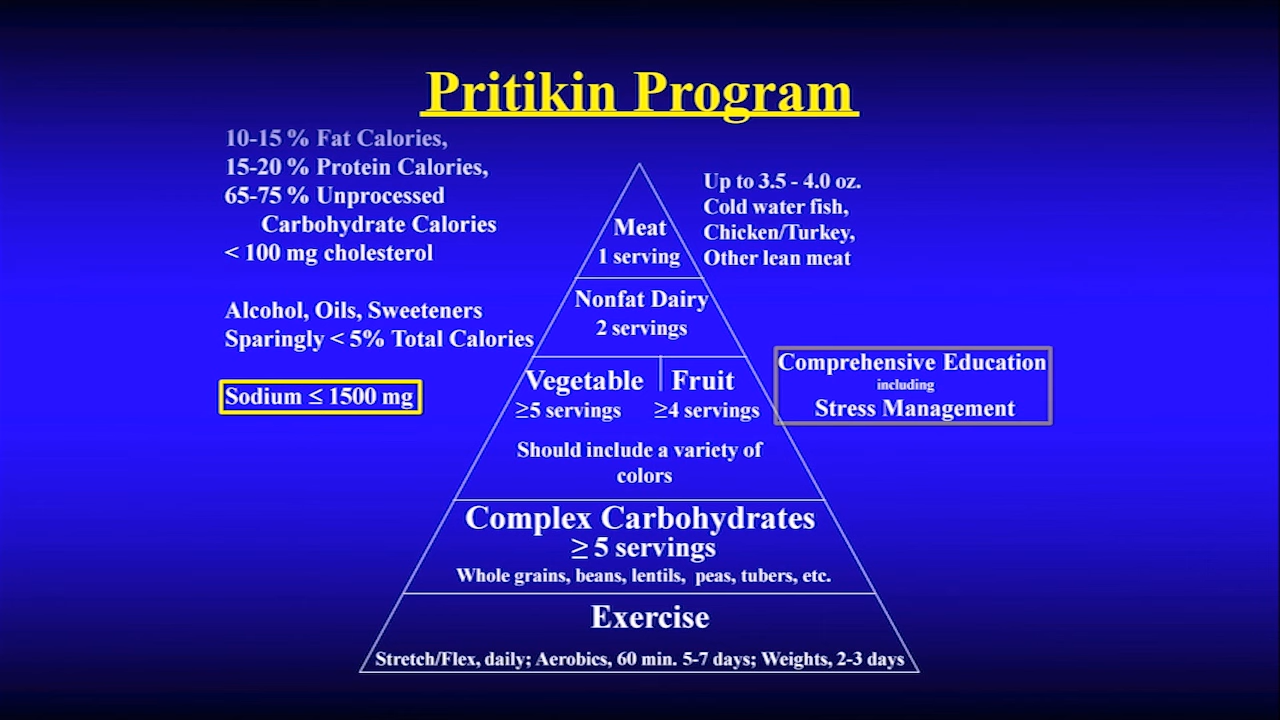 Pritikin Program
10-15 % Fat Calories,
15-20 % Protein Calories,
65-75 % Unprocessed
Carbohydrate Calories
< 100 mg cholesterol
Alcohol, Oils, Sweeteners
Sparingly < 5% Total Calories
Sodium ≤ 1500 mg
Meat
1 serving
Up to 3.5 - 4.0 oz.
Cold water fish,
Chicken/Turkey,
Other lean meat
Nonfat Dairy
2 servings
Vegetable Fruit
≥5 servings ≥4 servings
Should include a variety of
colors
Comprehensive Education
including
Stress Management
Complex Carbohydrates
≥ 5 servings
Whole grains, beans, lentils, peas, tubers, etc.
Exercise
Stretch/Flex, daily; Aerobics, 60 min. 5-7 days; Weights, 2-3 days